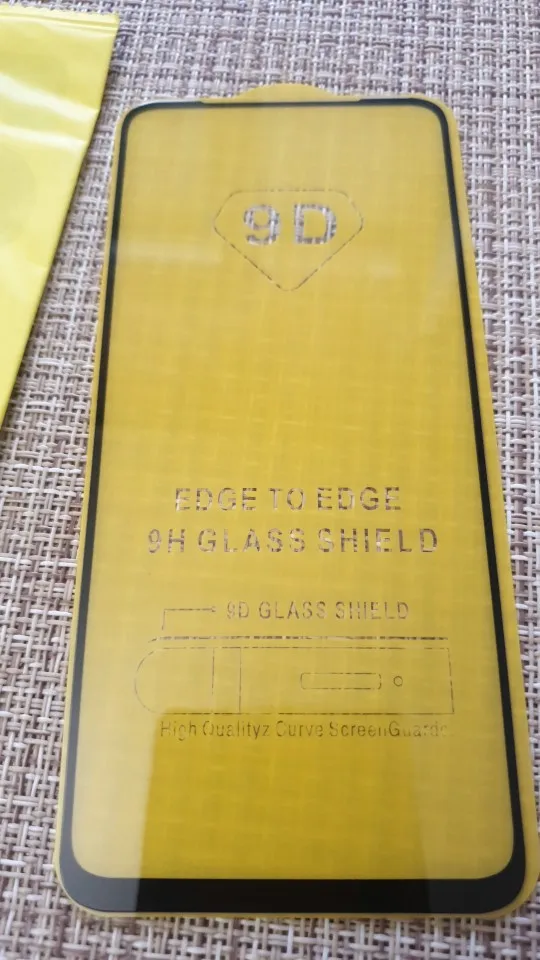 9D
EDGE TO EDGE
9H GLASS SHIELD
9D GLASS SHIELD
High Qualityz Curve ScreenGuards